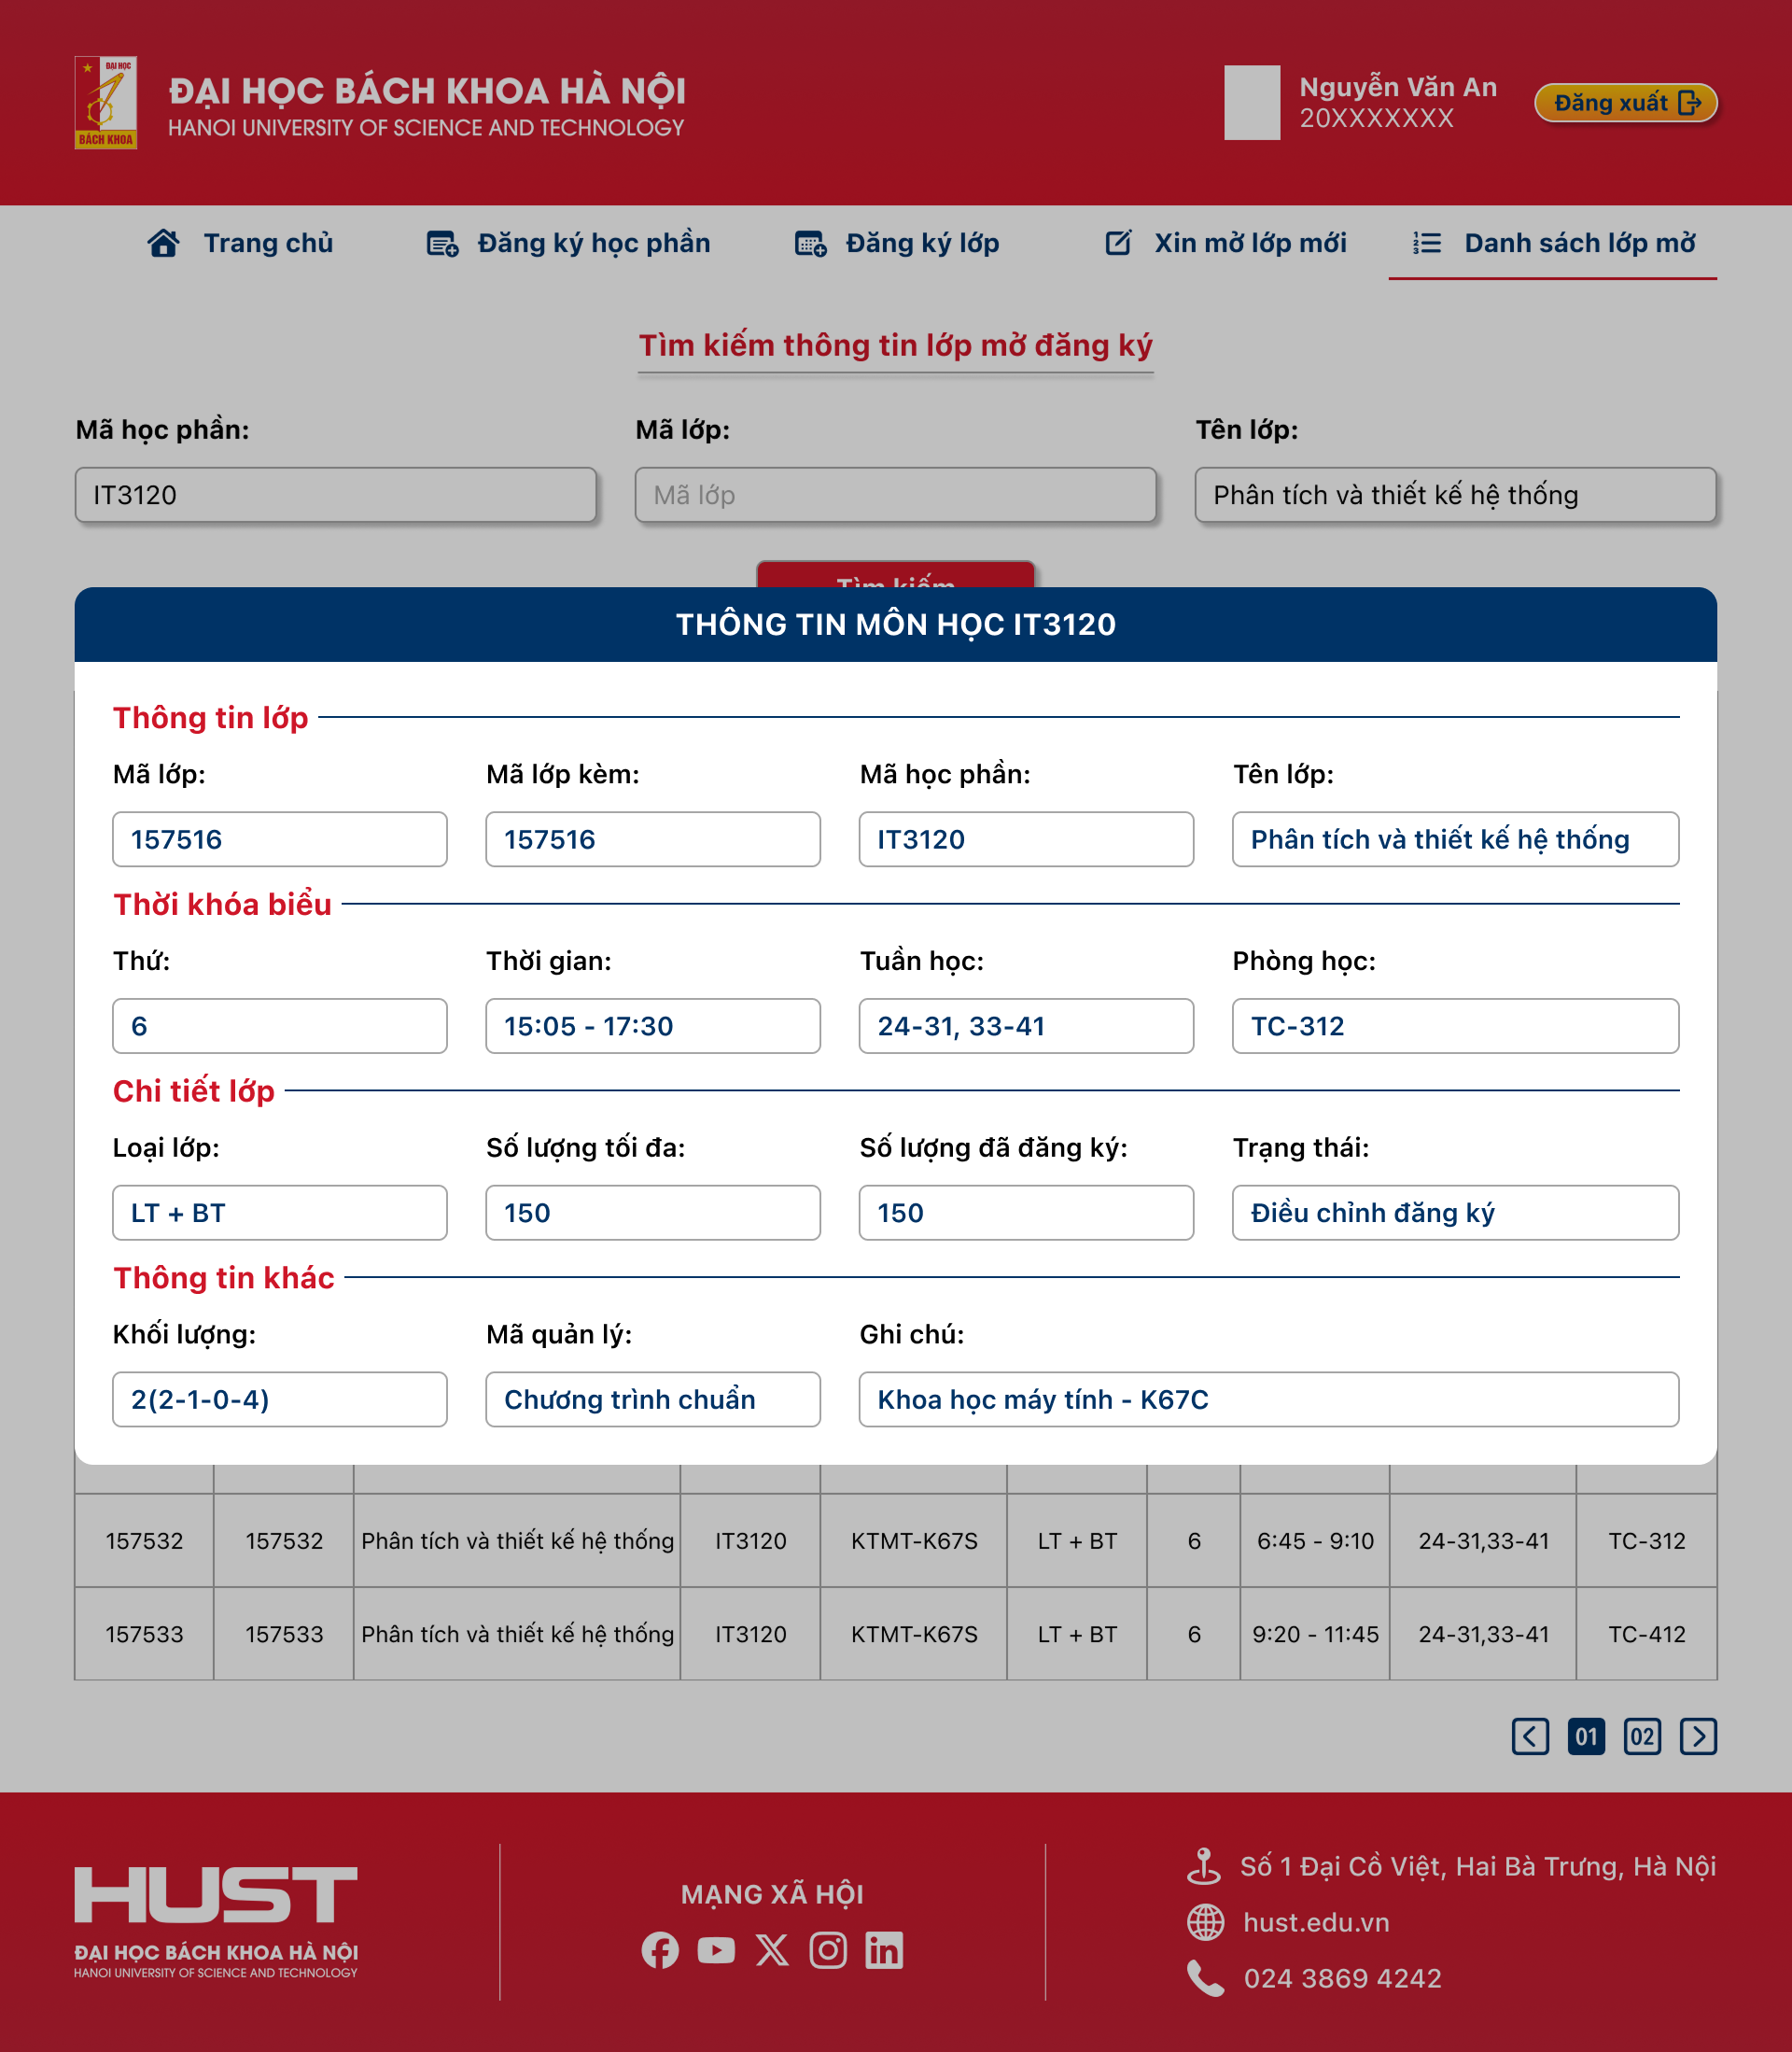 ĐẠI HỌC
BÁCH KHOA
ĐẠI HỌC BÁCH KHOA HÀ NỘI
HANOI UNIVERSITY OF SCIENCE AND TECHNOLOGY
Nguyễn Văn An
20XXXXXXX
Đăng xuất
Trang chủ
Đăng ký học phần
Đăng ký lớp
Xin mở lớp mới
Danh sách lớp mở
Tìm kiếm thông tin lớp mở đăng ký
Mã học phần:
Mã lớp:
Tên lớp:
IT3120
Mã lớp
Phân tích và thiết kế hệ thống
Tìm kiếm
THÔNG TIN MÔN HỌC IT3120
Thông tin lớp
Mã lớp:
Mã lớp kèm:
Mã học phần:
Tên lớp:
157516
157516
IT3120
Phân tích và thiết kế hệ thống
Thời khóa biểu
Thứ:
Thời gian:
Tuần học:
Phòng học:
6
15:05 - 17:30
24-31, 33-41
TC-312
Chi tiết lớp
Loại lớp:
Số lượng tối đa:
Số lượng đã đăng ký:
Trạng thái:
LT + BT
150
150
Điều chỉnh đăng ký
Thông tin khác
Khối lượng:
Mã quản lý:
Ghi chú:
2(2-1-0-4)
Chương trình chuẩn
Khoa học máy tính - K67C
157532 157532 Phân tích và thiết kế hệ thống IT3120 KTMT-K67S LT + BT 6 6:45 - 9:10 24-31,33-41 TC-312
157533 157533 Phân tích và thiết kế hệ thống IT3120 KTMT-K67S LT + BT 6 9:20 - 11:45 24-31,33-41 TC-412
01
02
HUST
ĐẠI HỌC BÁCH KHOA HÀ NỘI
HANOI UNIVERSITY OF SCIENCE AND TECHNOLOGY
MẠNG XÃ HỘI
Số 1 Đại Cồ Việt, Hai Bà Trưng, Hà Nội
hust.edu.vn
024 3869 4242